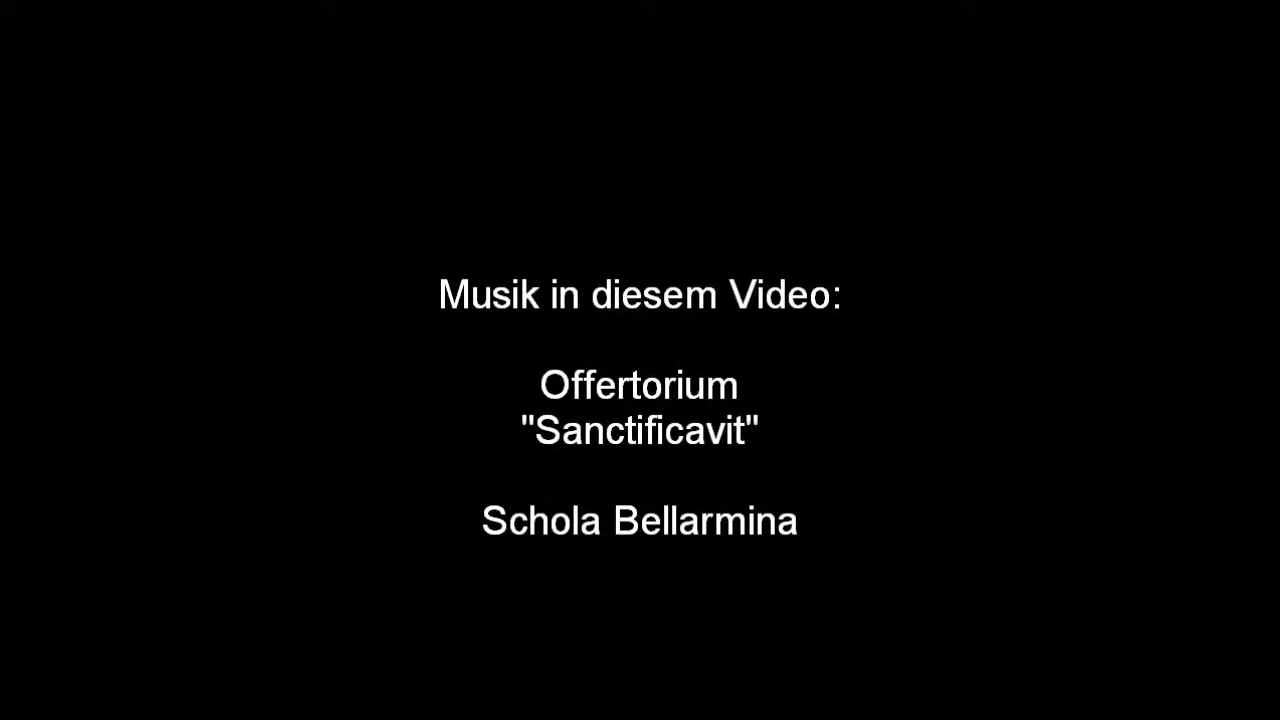 Musik in diesem Video:
Offertorium
"Sanctificavit"
Schola Bellarmina